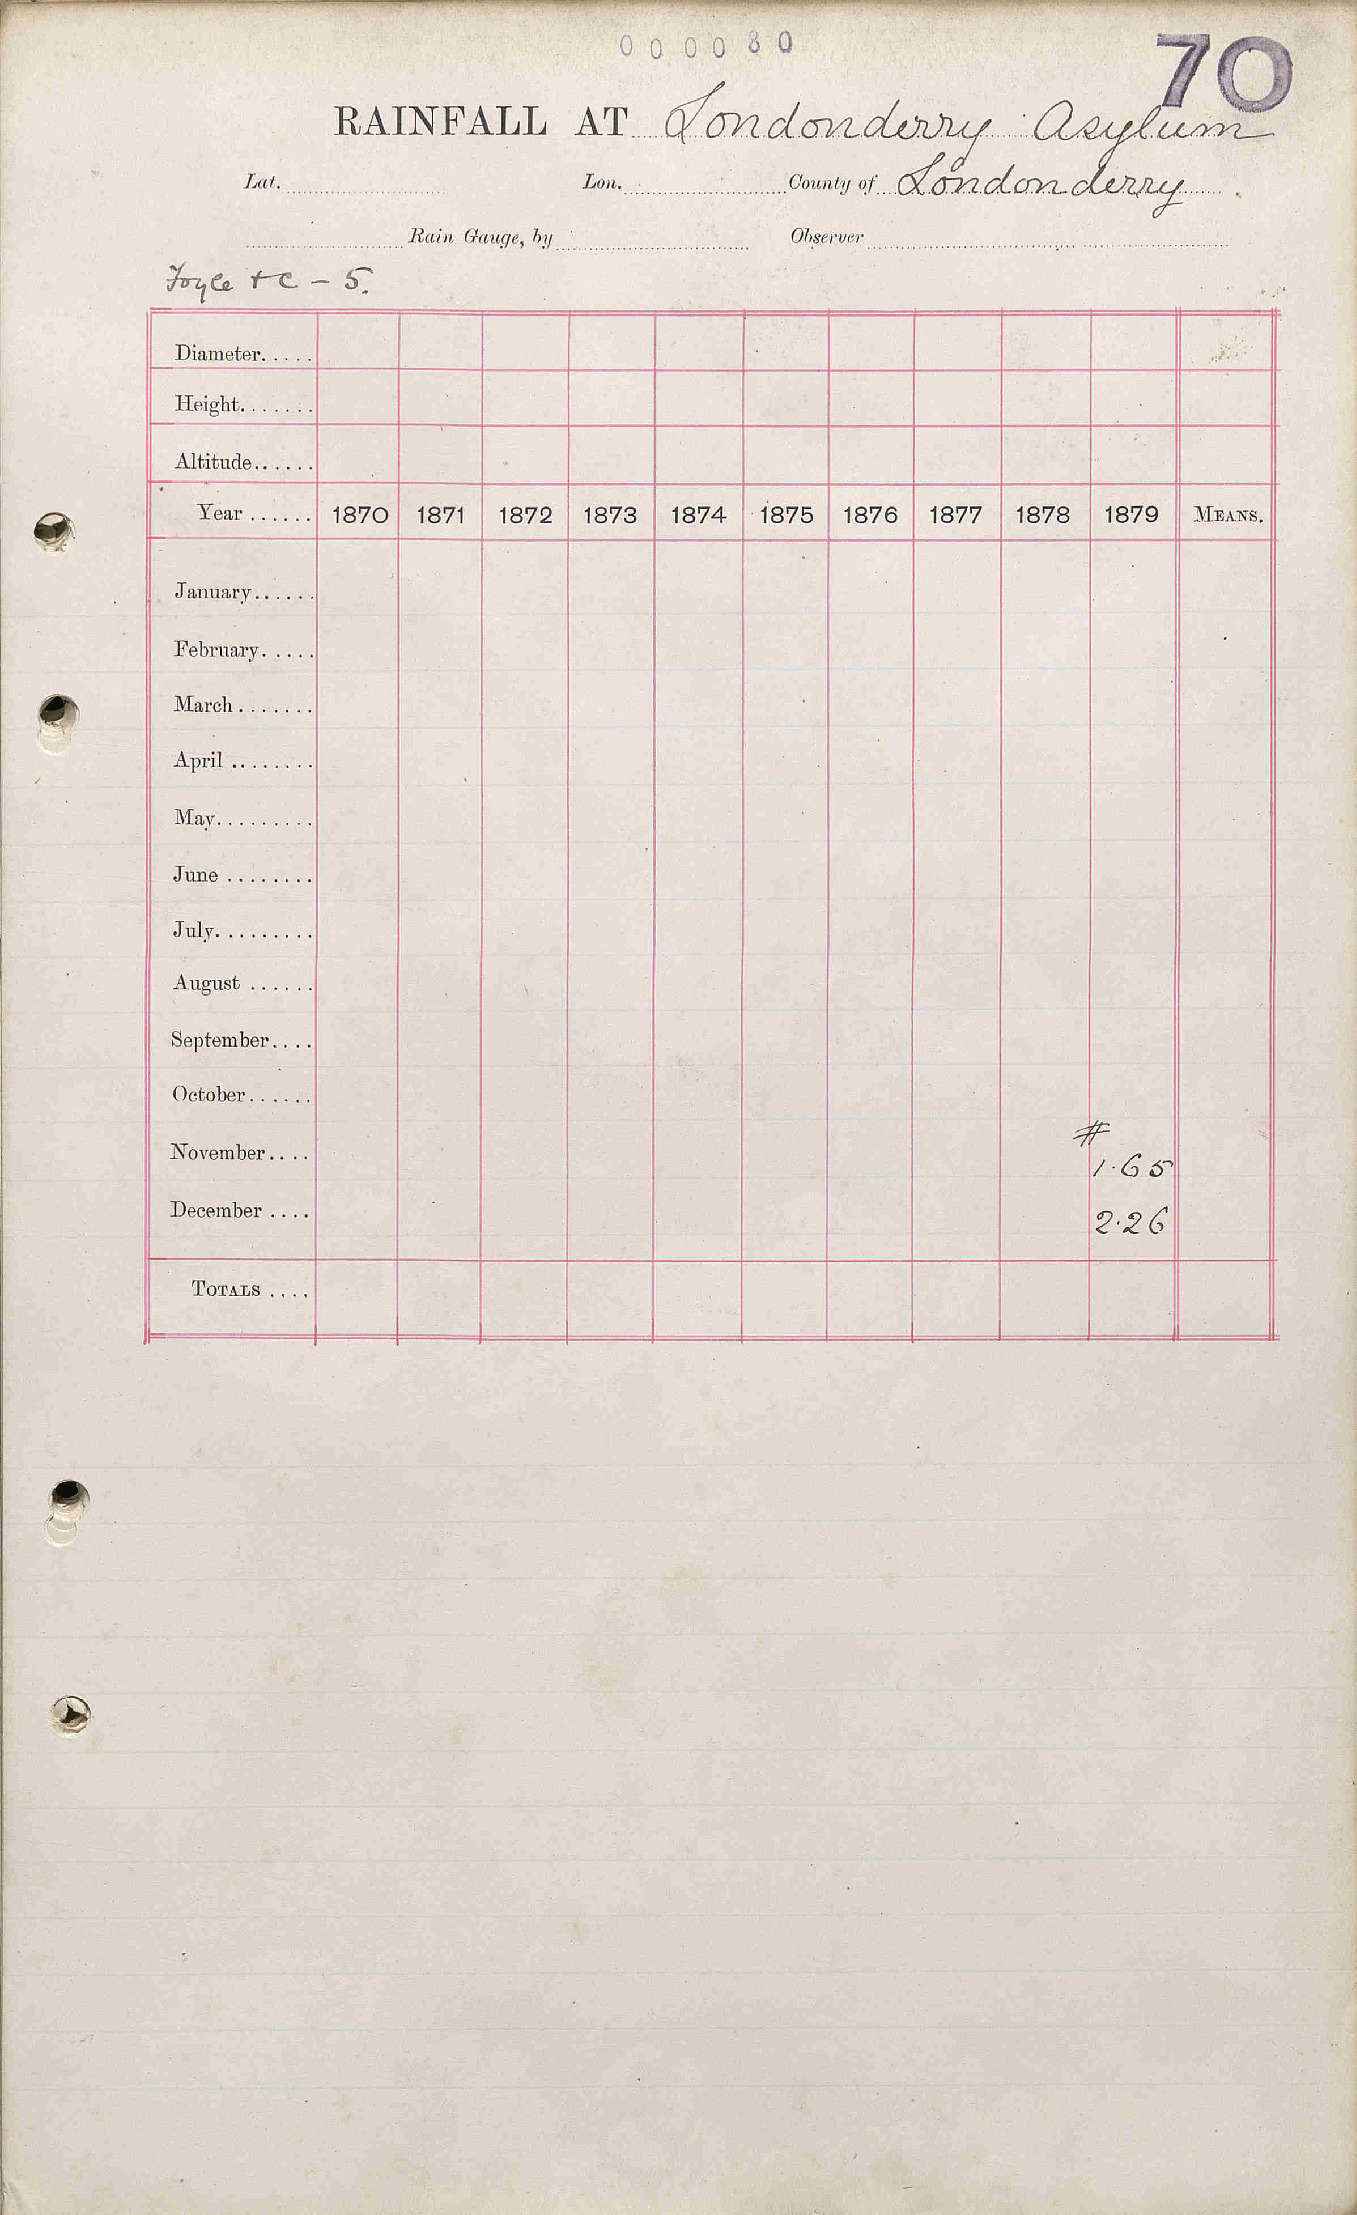 000080
70
RAINFALL AT Londonderry Asylum
Lat. Lon. County of Londonderry
Rain Gauge, by Observer
Foyle + C – 5.
Diameter.....
Height.......
Altitude......
Year ...... 1870 1871 1872 1873 1874 1875 1876 1877 1878 1879 MEANS.
January......
February.....
March .......
April ........
May.........
June ........
July.........
August ......
September....
October......
#
November.... 1.65
December .... 2.26
TOTALS ....